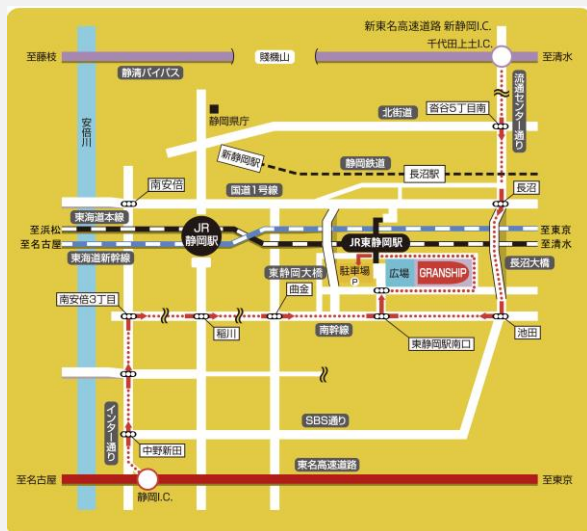 新東名高速道路 新静岡I.C.
千代田上土I.C.
至藤枝
賤機山
至清水
静清バイパス
流通センター通り
北街道
沓谷5丁目南
静岡県庁
安倍川
新静岡駅
静岡鉄道
長沼駅
南安倍
国道1号線
長沼
東海道本線
至浜松
JR
静岡駅
JR東静岡駅
至東京
至名古屋
至清水
東海道新幹線
東静岡大橋
駐車場
P
広場
GRANSHIP
長沼大橋
南安倍3丁目
曲金
稲川
南幹線
東静岡駅南口
池田
インター通り
SBS通り
中野新田
東名高速道路
至名古屋
至東京
静岡I.C.